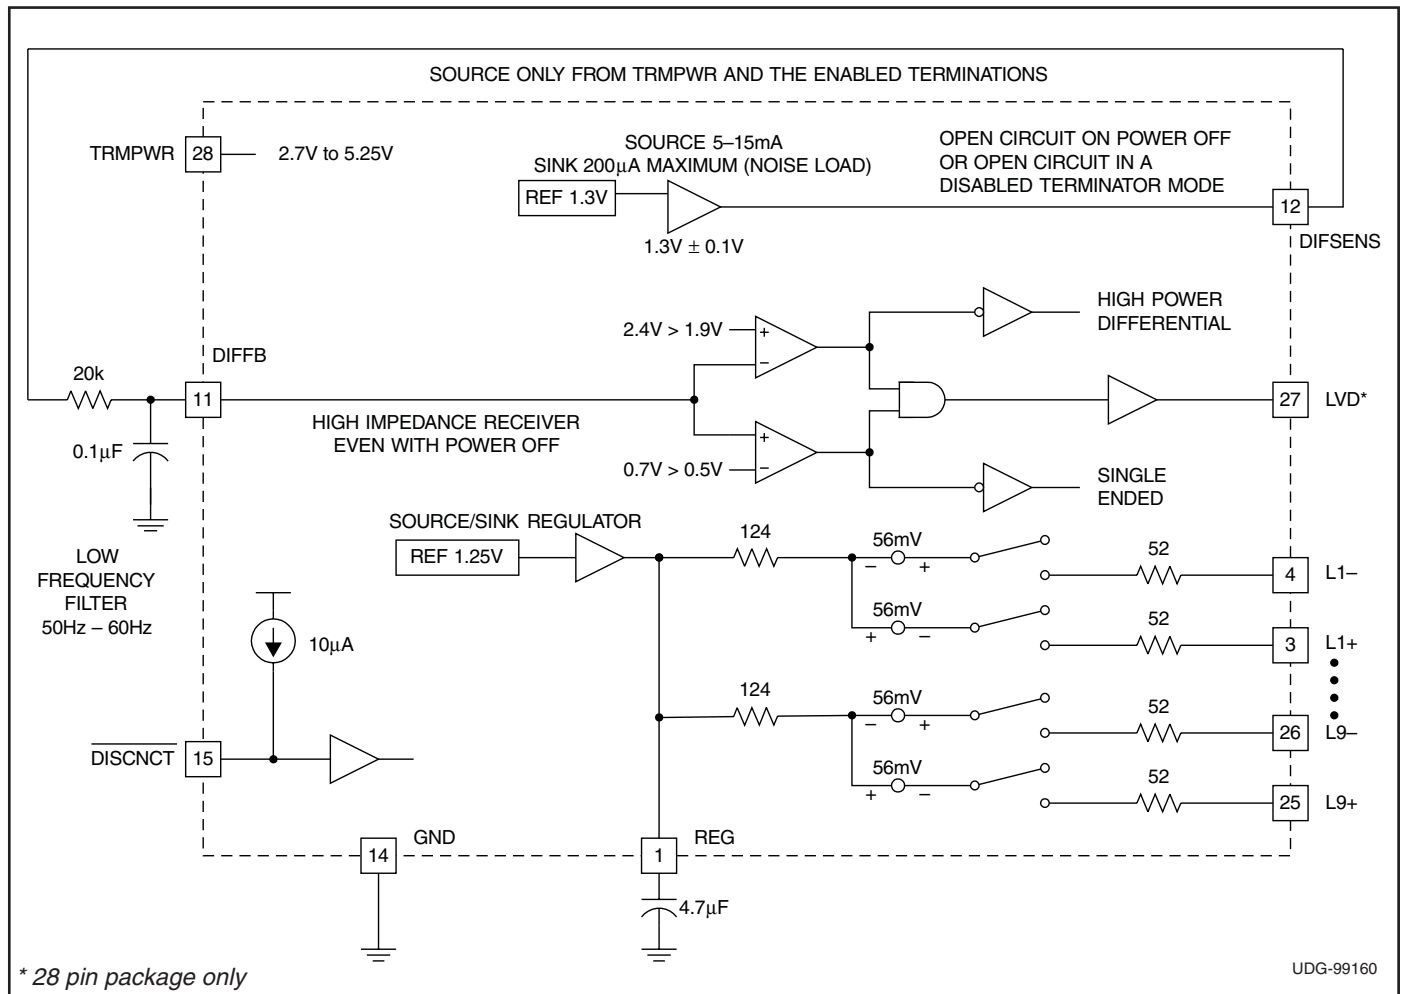 SOURCE ONLY FROM TRMPWR AND THE ENABLED TERMINATIONS
TRMPWR
28
2.7V to 5.25V
SOURCE 5–15mA
SINK 200µA MAXIMUM (NOISE LOAD)
REF 1.3V
1.3V ± 0.1V
OPEN CIRCUIT ON POWER OFF
OR OPEN CIRCUIT IN A
DISABLED TERMINATOR MODE
12
DIFSENS
HIGH POWER
DIFFERENTIAL
2.4V > 1.9V
+
–
DIFFB
20k
11
HIGH IMPEDANCE RECEIVER
EVEN WITH POWER OFF
27
LVD*
0.1µF
+
–
0.7V > 0.5V
SINGLE
ENDED
LOW
FREQUENCY
FILTER
50Hz – 60Hz
SOURCE/SINK REGULATOR
REF 1.25V
124
56mV
– +
52
4
L1–
56mV
+ –
52
3
L1+
10µA
124
56mV
– +
52
26
L9–
56mV
+ –
52
25
L9+
DISCNCT
15
14
GND
1
REG
4.7µF
* 28 pin package only
UDG-99160